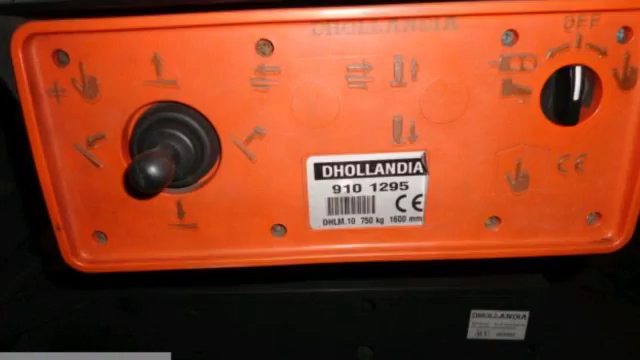 DHOLLANDIA
OFF
DHOLLANDIA
910 1295
CE
DHLM.10 750 kg 1600 mm
CE
DHOLLANDIA